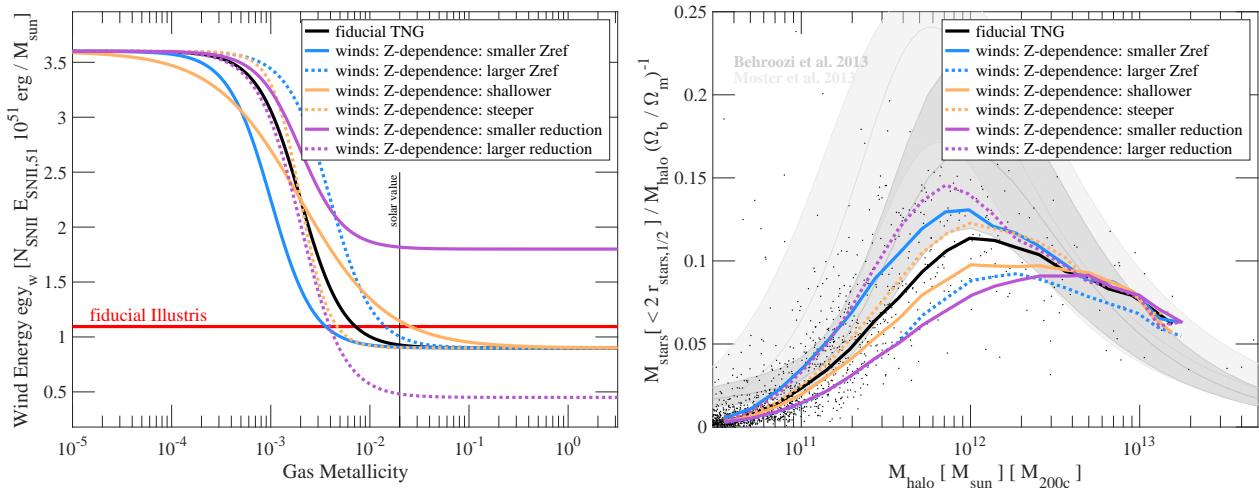 Wind Energy egy_w [N_SNII E_SNII,51 10^51 erg / M_sun]
3.5
3
2.5
2
1.5
1
0.5
fiducial TNG
winds: Z-dependence: smaller Zref
winds: Z-dependence: larger Zref
winds: Z-dependence: shallower
winds: Z-dependence: steeper
winds: Z-dependence: smaller reduction
winds: Z-dependence: larger reduction
solar value
fiducial Illustris
10^-5 10^-4 10^-3 10^-2 10^-1 10^0
Gas Metallicity
M_stars [ < 2 r_stars,1/2 ] / M_halo (Ω_b / Ω_m)^-1
0.25
0.2
0.15
0.1
0.05
0
Behroozi et al. 2013
Moster et al. 2013
fiducial TNG
winds: Z-dependence: smaller Zref
winds: Z-dependence: larger Zref
winds: Z-dependence: shallower
winds: Z-dependence: steeper
winds: Z-dependence: smaller reduction
winds: Z-dependence: larger reduction
10^11 10^12 10^13
M_halo [ M_sun ] [ M_200c ]